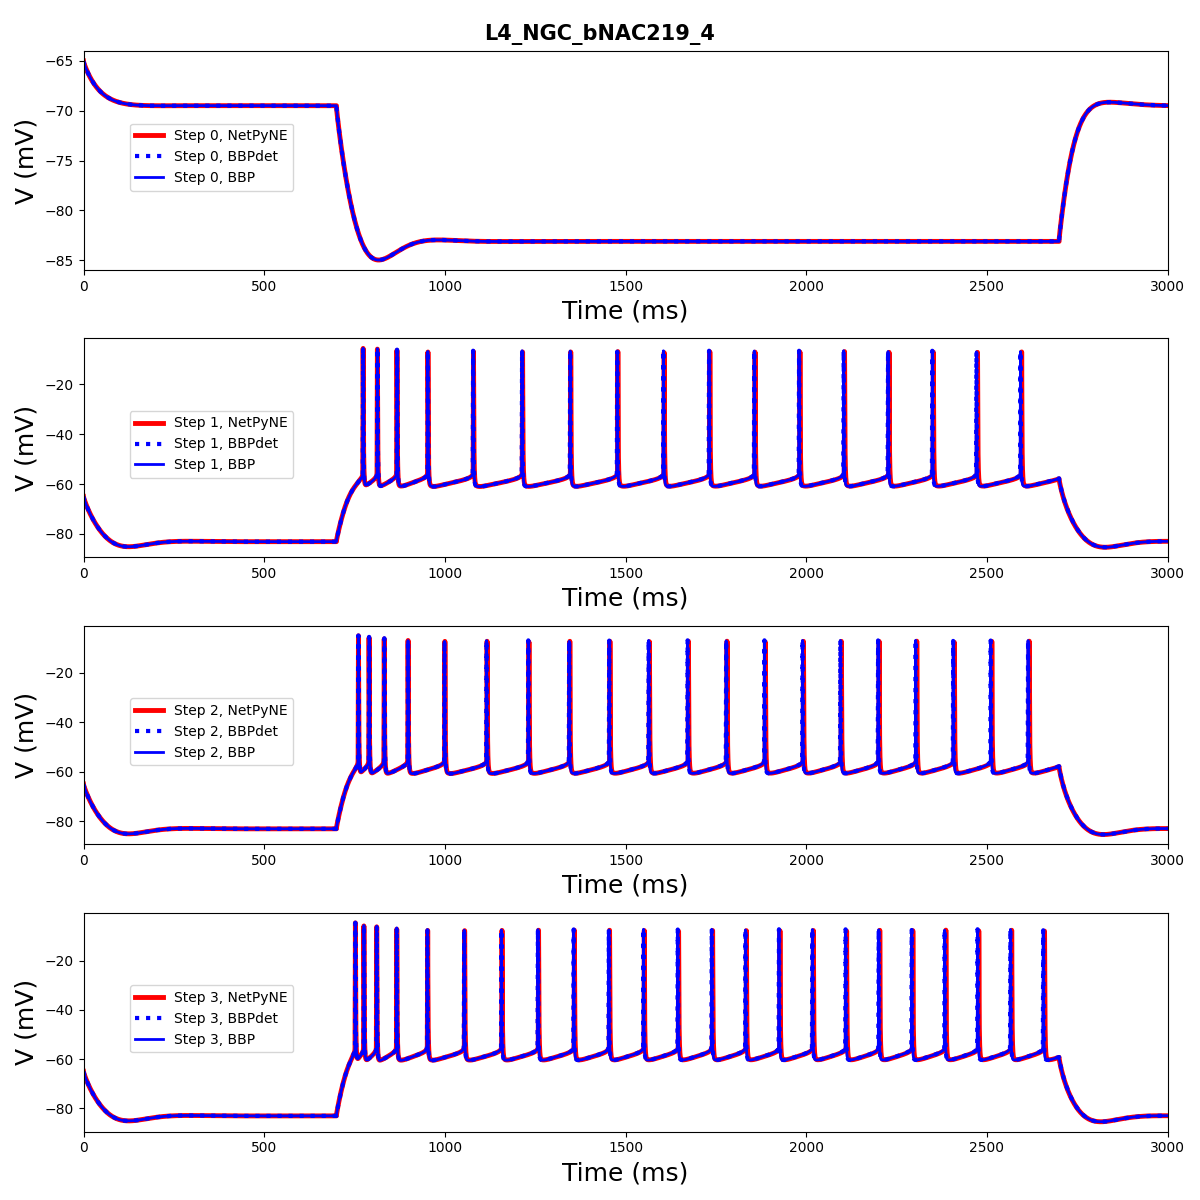 L4_NGC_bNAC219_4
−65
−70
−75
−80
−85
V (mV)
Step 0, NetPyNE
Step 0, BBPdet
Step 0, BBP
0 500 1000 1500 2000 2500 3000
Time (ms)
−20
−40
−60
−80
V (mV)
Step 1, NetPyNE
Step 1, BBPdet
Step 1, BBP
0 500 1000 1500 2000 2500 3000
Time (ms)
−20
−40
−60
−80
V (mV)
Step 2, NetPyNE
Step 2, BBPdet
Step 2, BBP
0 500 1000 1500 2000 2500 3000
Time (ms)
−20
−40
−60
−80
V (mV)
Step 3, NetPyNE
Step 3, BBPdet
Step 3, BBP
0 500 1000 1500 2000 2500 3000
Time (ms)